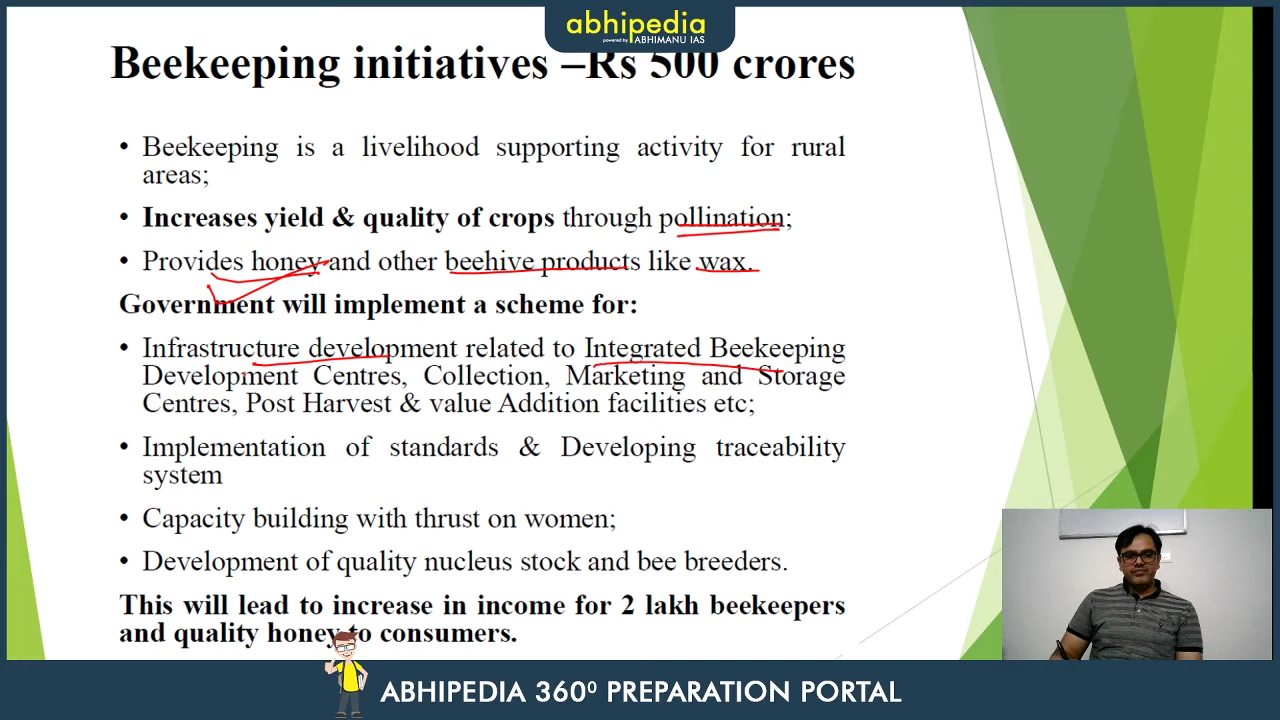 abhipedia
powered by ABHIMANU IAS
Beekeeping initiatives –Rs 500 crores
• Beekeeping is a livelihood supporting activity for rural
areas;
• Increases yield & quality of crops through pollination;
• Provides honey and other beehive products like wax.
Government will implement a scheme for:
• Infrastructure development related to Integrated Beekeeping
Development Centres, Collection, Marketing and Storage
Centres, Post Harvest & value Addition facilities etc;
• Implementation of standards & Developing traceability
system
• Capacity building with thrust on women;
• Development of quality nucleus stock and bee breeders.
This will lead to increase in income for 2 lakh beekeepers
and quality honey to consumers.
ABHIPEDIA 360⁰ PREPARATION PORTAL